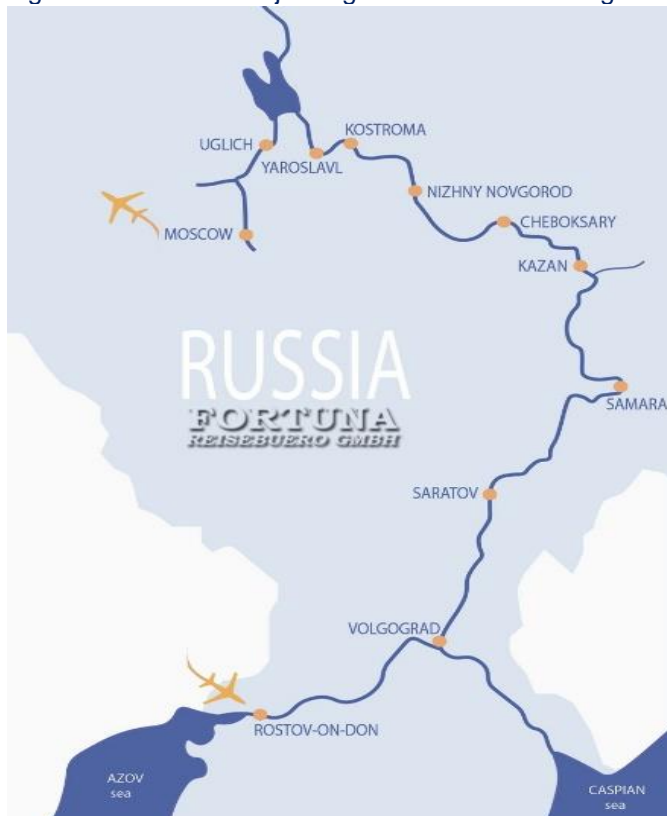 KOSTROMA
UGLICH
YAROSLAVL
NIZHNY NOVGOROD
CHEBOKSARY
MOSCOW
KAZAN
RUSSIA
FORTUNA
REISEBUERO GMBH
SAMARA
SARATOV
VOLGOGRAD
ROSTOV-ON-DON
AZOV
sea
CASPIAN
sea